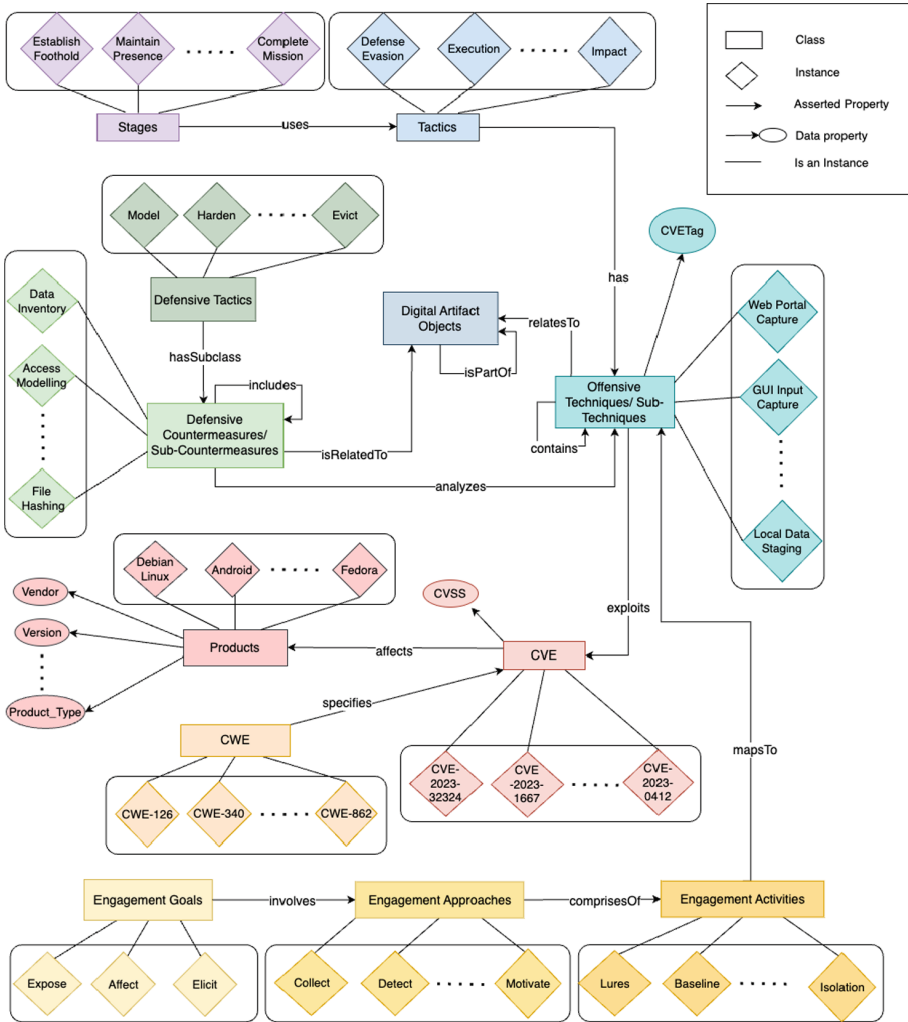 Establish
Foothold
Maintain
Presence
Complete
Mission
Defense
Evasion
Execution
Impact
Class
Instance
Asserted Property
Data property
Is an Instance
Stages
uses
Tactics
Model
Harden
Evict
CVETag
has
Data
Inventory
Access
Modelling
File
Hashing
Defensive Tactics
hasSubclass
includes
Defensive
Countermeasures/
Sub-Countermeasures
isRelatedTo
analyzes
Digital Artifact
Objects
isPartOf
relatesTo
Offensive
Techniques/ Sub-
Techniques
contains
Web Portal
Capture
GUI Input
Capture
Local Data
Staging
Debian
Linux
Android
Fedora
Vendor
Version
Product_Type
Products
affects
CVSS
CVE
exploits
specifies
CWE
CWE-126
CWE-340
CWE-862
CVE-
2023-
32324
CVE
-2023-
1667
CVE-
2023-
0412
mapsTo
Engagement Goals
involves
Engagement Approaches
comprisesOf
Engagement Activities
Expose
Affect
Elicit
Collect
Detect
Motivate
Lures
Baseline
Isolation